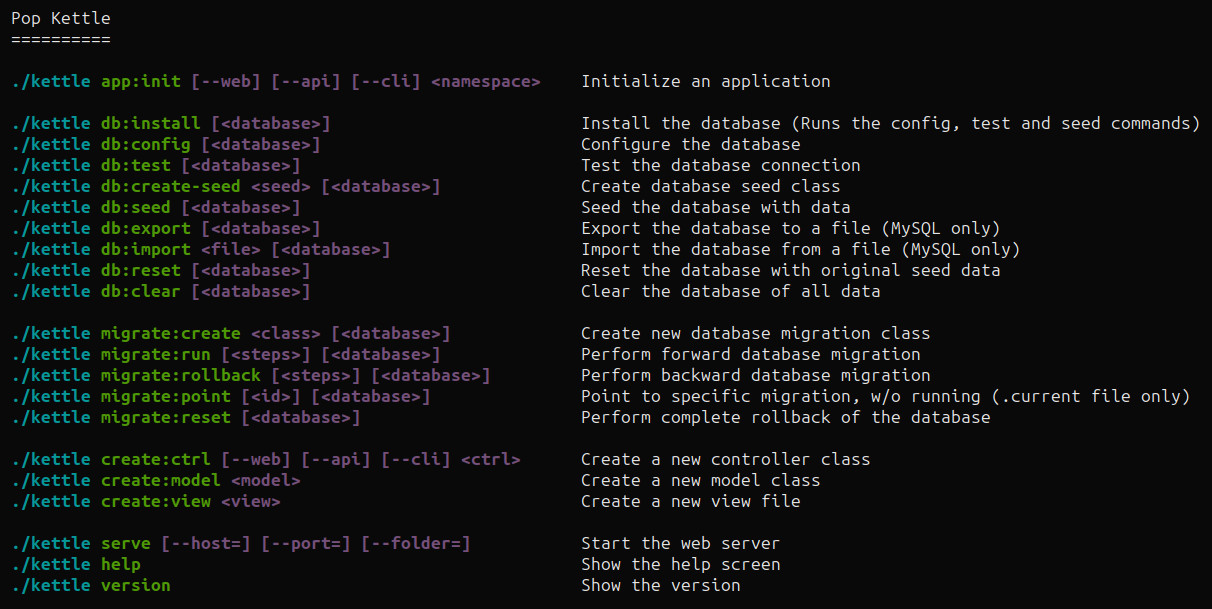 Pop Kettle
==========
./kettle app:init [--web] [--api] [--cli] <namespace>    Initialize an application
./kettle db:install [<database>]    Install the database (Runs the config, test and seed commands)
./kettle db:config [<database>]    Configure the database
./kettle db:test [<database>]    Test the database connection
./kettle db:create-seed <seed> [<database>]    Create database seed class
./kettle db:seed [<database>]    Seed the database with data
./kettle db:export [<database>]    Export the database to a file (MySQL only)
./kettle db:import <file> [<database>]    Import the database from a file (MySQL only)
./kettle db:reset [<database>]    Reset the database with original seed data
./kettle db:clear [<database>]    Clear the database of all data
./kettle migrate:create <class> [<database>]    Create new database migration class
./kettle migrate:run [<steps>] [<database>]    Perform forward database migration
./kettle migrate:rollback [<steps>] [<database>]    Perform backward database migration
./kettle migrate:point [<id>] [<database>]    Point to specific migration, w/o running (.current file only)
./kettle migrate:reset [<database>]    Perform complete rollback of the database
./kettle create:ctrl [--web] [--api] [--cli] <ctrl>    Create a new controller class
./kettle create:model <model>    Create a new model class
./kettle create:view <view>    Create a new view file
./kettle serve [--host=] [--port=] [--folder=]    Start the web server
./kettle help    Show the help screen
./kettle version    Show the version